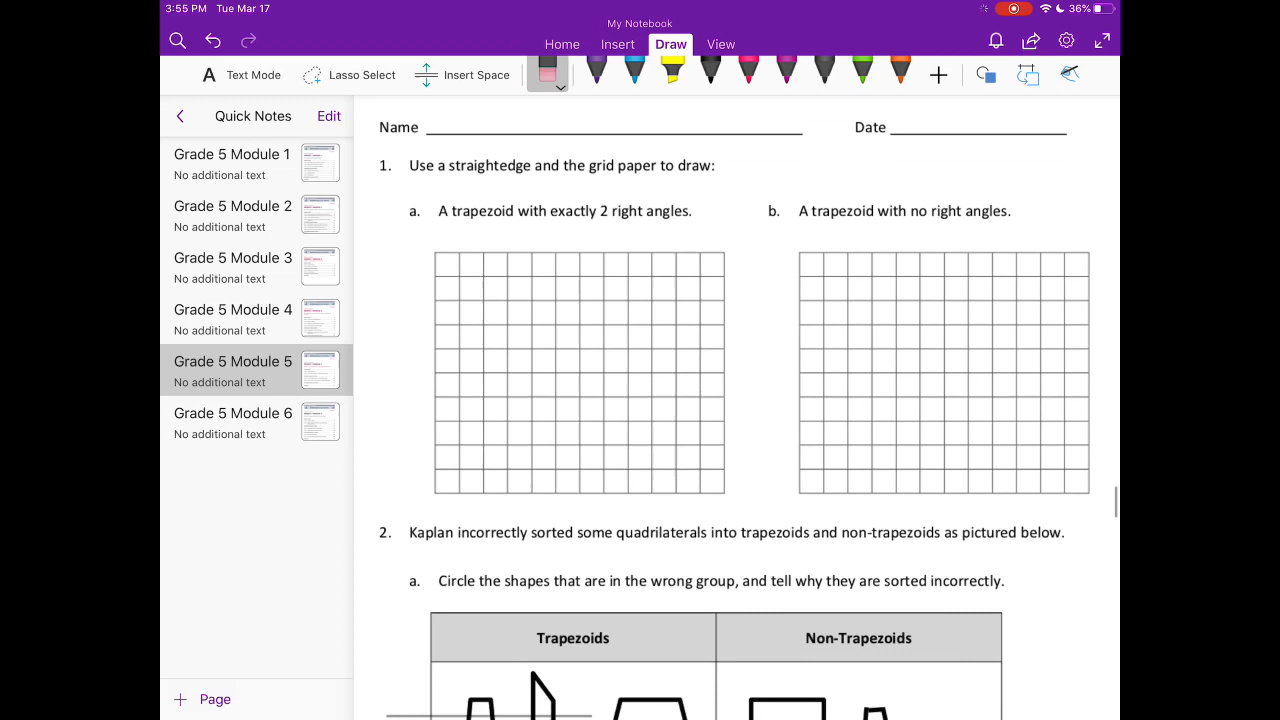 3:55 PM Tue Mar 17
36%
My Notebook
Home Insert Draw View
A Text Mode Lasso Select Insert Space
Quick Notes Edit
Grade 5 Module 1
No additional text
Grade 5 Module 2
No additional text
Grade 5 Module 3
No additional text
Grade 5 Module 4
No additional text
Grade 5 Module 5
No additional text
Grade 5 Module 6
No additional text
+ Page
Name Date
1. Use a straightedge and the grid paper to draw:
a. A trapezoid with exactly 2 right angles. b. A trapezoid with no right angles.
2. Kaplan incorrectly sorted some quadrilaterals into trapezoids and non-trapezoids as pictured below.
a. Circle the shapes that are in the wrong group, and tell why they are sorted incorrectly.
Trapezoids Non-Trapezoids